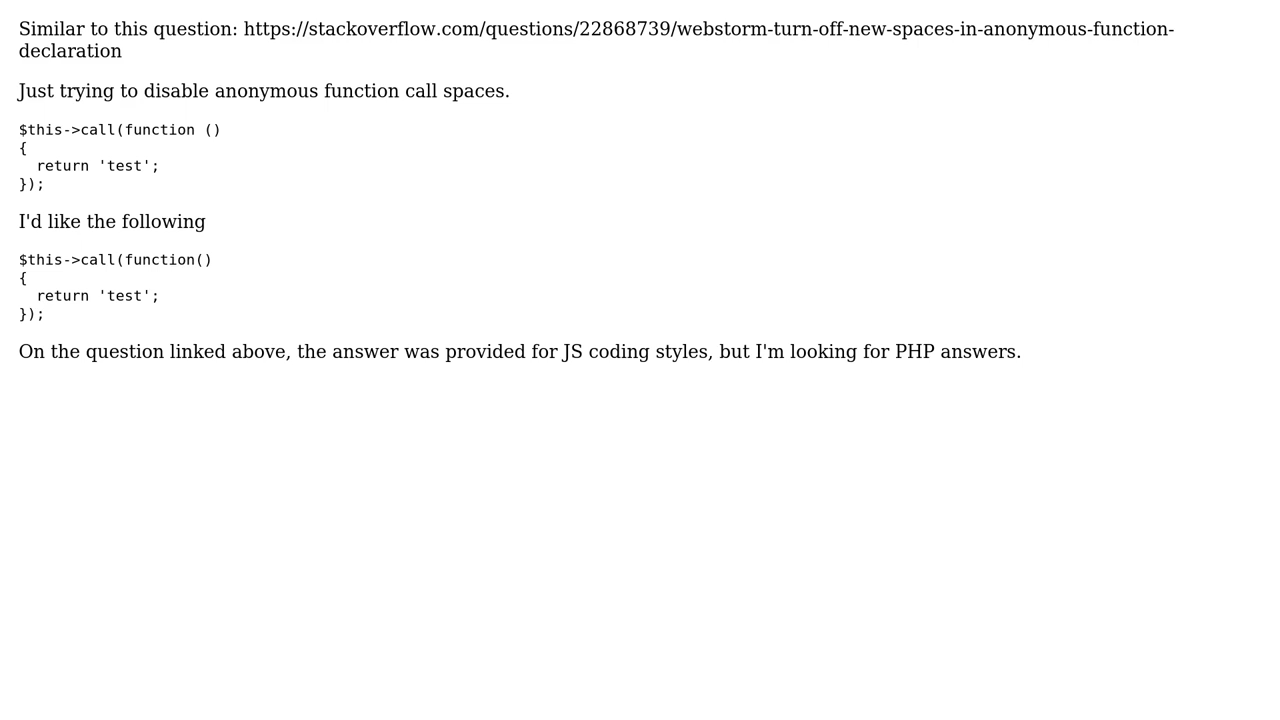 Similar to this question: https://stackoverflow.com/questions/22868739/webstorm-turn-off-new-spaces-in-anonymous-function-
declaration
Just trying to disable anonymous function call spaces.
$this->call(function ()
{
  return 'test';
});
I'd like the following
$this->call(function()
{
  return 'test';
});
On the question linked above, the answer was provided for JS coding styles, but I'm looking for PHP answers.